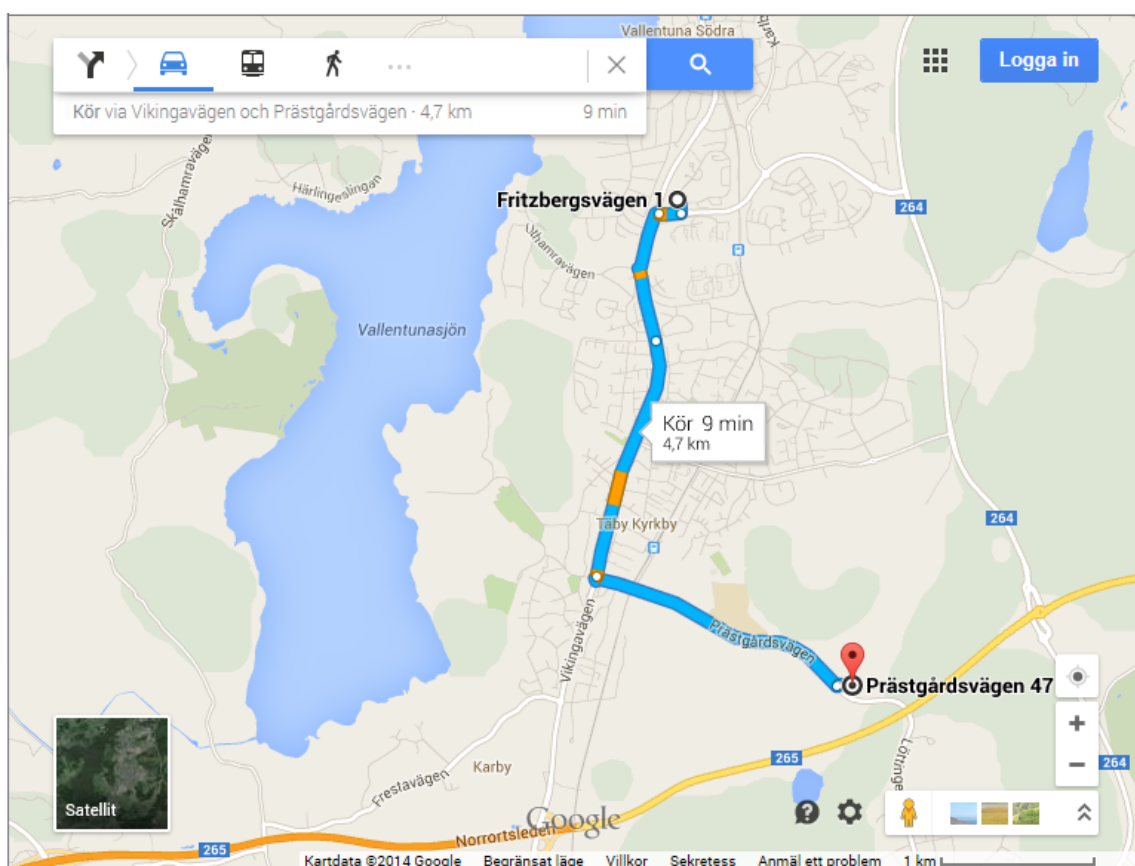 Vallentuna Södra
Logga in
Kör via Vikingavägen och Prästgårdsvägen - 4,7 km
9 min
Skålhamravägen
Härlingeslingan
Fritzbergsvägen 1
264
Uthamravägen
Vallentunasjön
Kör 9 min
4,7 km
264
Täby Kyrkby
Prästgårdsvägen
Vikingavägen
Prästgårdsvägen 47
265
264
Karby
Frestavägen
Satellit
Google
Norrortsleden
265
Kartdata ©2014 Google Begränsat läge Villkor Sekretess Anmäl ett problem 1 km